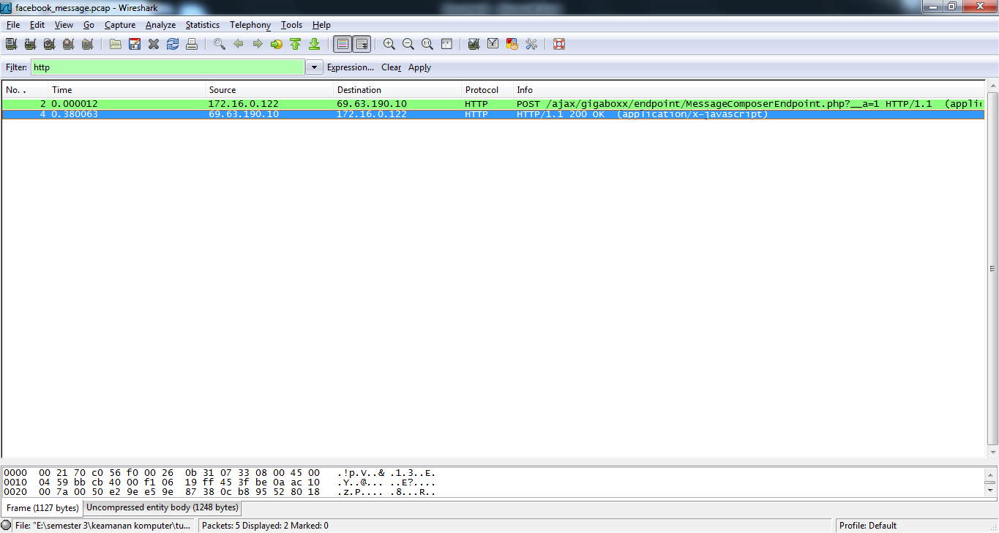 facebook_message.pcap - Wireshark
File Edit View Go Capture Analyze Statistics Telephony Tools Help
Filter: http Expression... Clear Apply
No. Time Source Destination Protocol Info
2 0.000012 172.16.0.122 69.63.190.10 HTTP POST /ajax/gigaboxx/endpoint/MessageComposerEndpoint.php?__a=1 HTTP/1.1 (applic
4 0.380063 69.63.190.10 172.16.0.122 HTTP HTTP/1.1 200 OK (application/x-javascript)
0000 00 21 70 c0 56 f0 00 26 0b 31 07 33 08 00 45 00 .!p.V..& .1.3..E.
0010 04 59 bb cb 40 00 f1 06 19 ff 45 3f be 0a ac 10 .Y..@... ..E?....
0020 00 7a 00 50 e2 9e e5 9e 87 38 0c b8 95 52 80 18 .z.P.... .8...R..
Frame (1127 bytes) Uncompressed entity body (1248 bytes)
File: "E:\semester 3\keamanan komputer\tu... Packets: 5 Displayed: 2 Marked: 0 Profile: Default